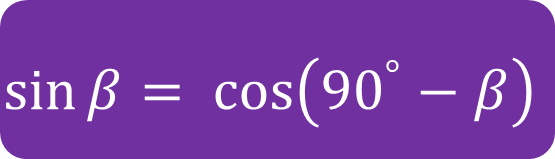 sin β = cos(90° − β)